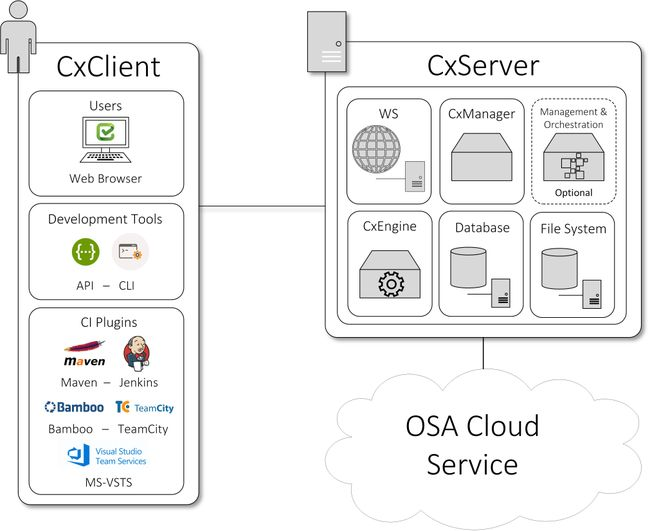 CxClient
Users
Web Browser
Development Tools
API – CLI
CI Plugins
maven
Maven – Jenkins
Bamboo
TC TeamCity
Bamboo – TeamCity
Visual Studio
Team Services
MS-VSTS
CxServer
WS
CxManager
Management &
Orchestration
Optional
CxEngine
Database
File System
OSA Cloud
Service